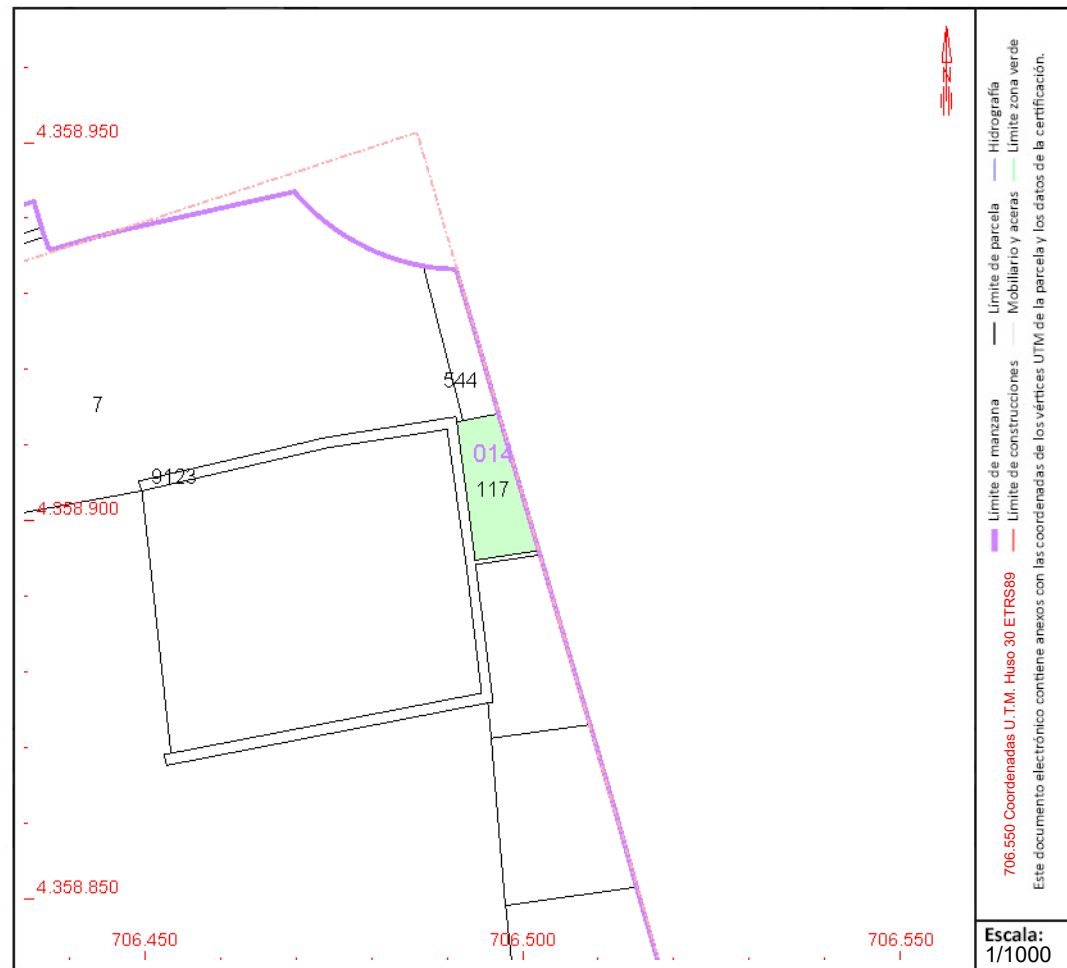 4.358.950
544
7
014
9123
117
4.358.900
4.358.850
706.450
706.500
706.550
N
Límite de manzana
Límite de parcela
Hidrografía
Límite de construcciones
Mobiliario y aceras
Límite zona verde
706.550 Coordenadas U.T.M. Huso 30 ETRS89
Este documento electrónico contiene anexos con las coordenadas de los vértices UTM de la parcela y los datos de la certificación.
Escala:
1/1000